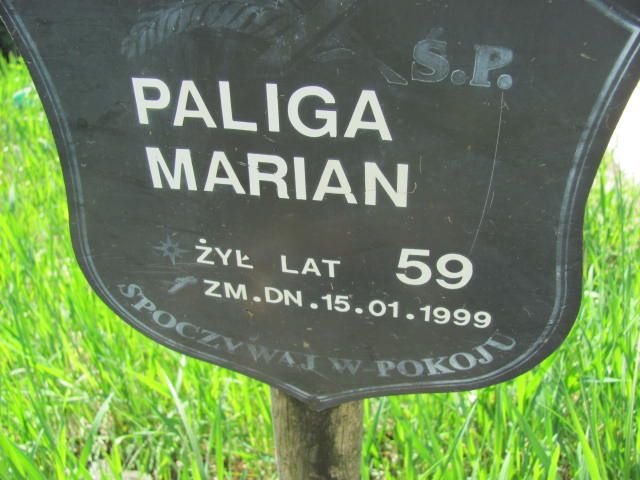 Ś.P.
PALIGA
MARIAN
ŻYŁ LAT 59
ZM.DN.15.01.1999
SPOCZYWAJ W POKOJU